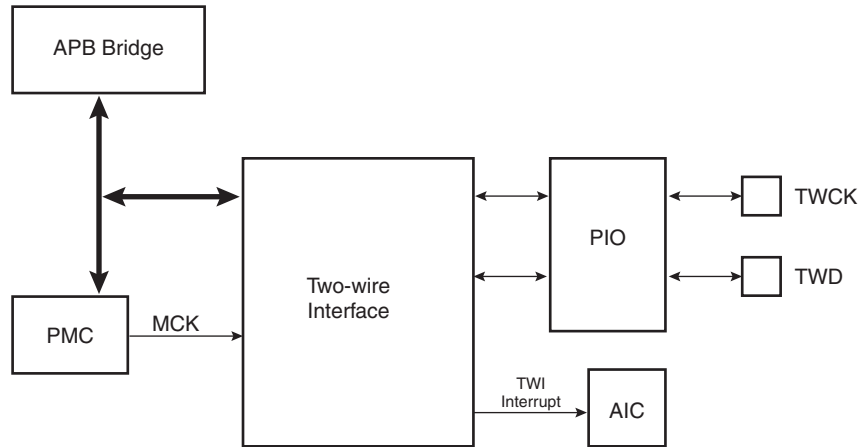 APB Bridge
TWCK
PIO
Two-wire
Interface
TWD
MCK
PMC
TWI
Interrupt
AIC